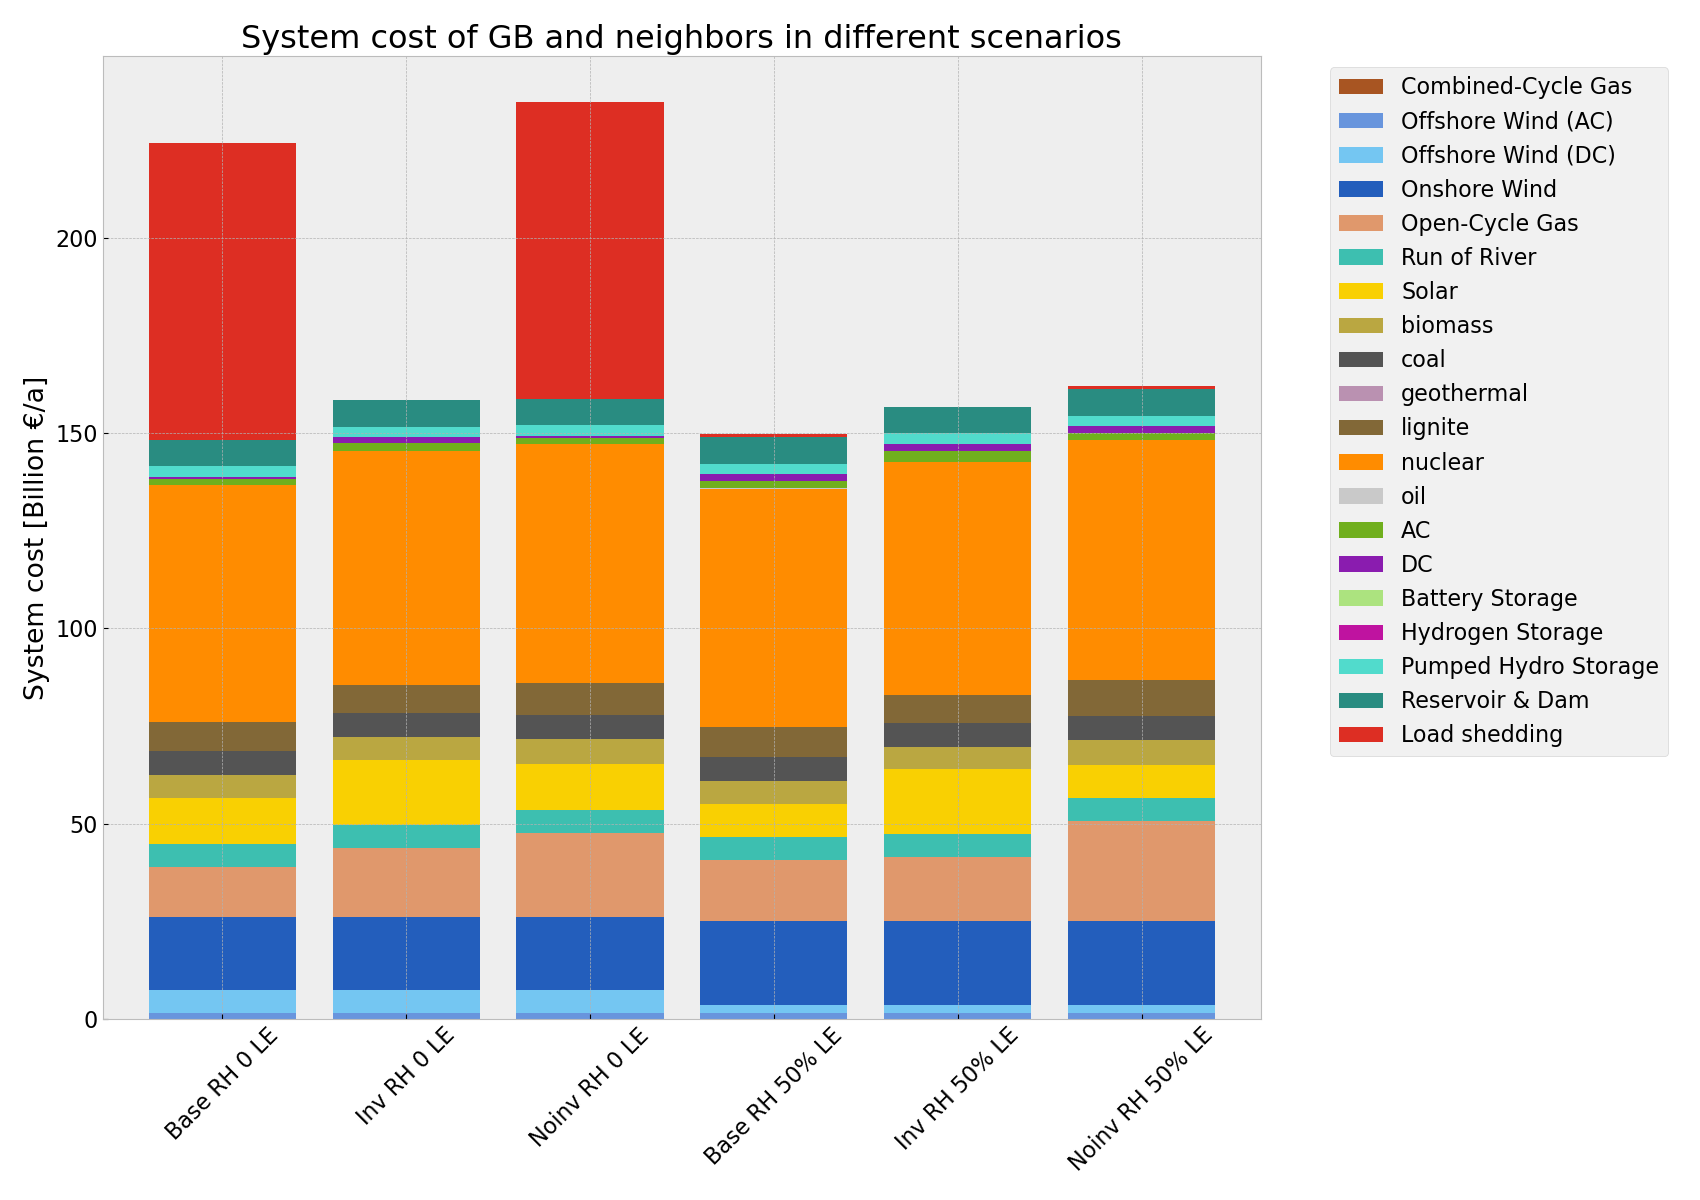 System cost of GB and neighbors in different scenarios
System cost [Billion €/a]
200
150
100
50
0
Base RH 0 LE
Inv RH 0 LE
Noinv RH 0 LE
Base RH 50% LE
Inv RH 50% LE
Noinv RH 50% LE
Combined-Cycle Gas
Offshore Wind (AC)
Offshore Wind (DC)
Onshore Wind
Open-Cycle Gas
Run of River
Solar
biomass
coal
geothermal
lignite
nuclear
oil
AC
DC
Battery Storage
Hydrogen Storage
Pumped Hydro Storage
Reservoir & Dam
Load shedding